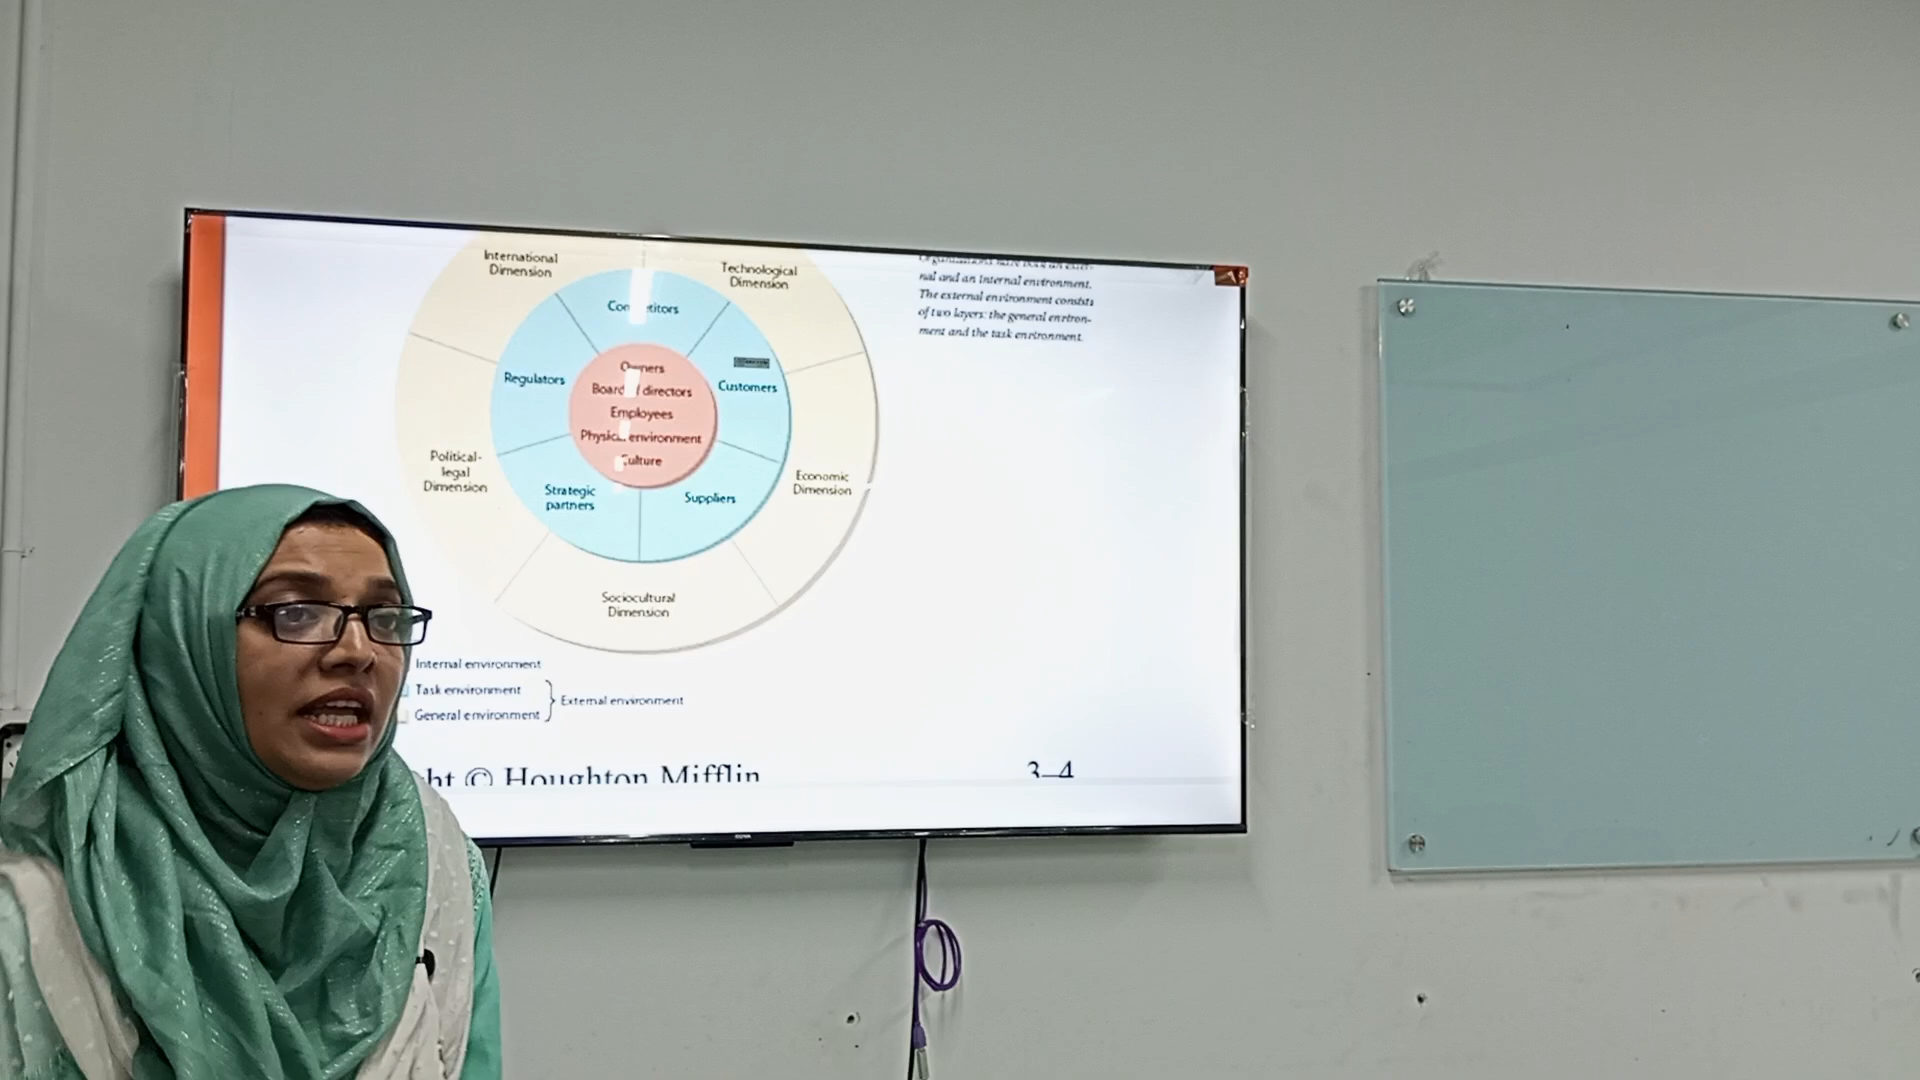 International
Dimension
Technological
Dimension
nal and an internal environment.
The external environment consists
of two layers: the general environ-
ment and the task environment.
Competitors
Regulators
Customers
Owners
Board of directors
Employees
Physical environment
Culture
Political-
legal
Dimension
Economic
Dimension
Strategic
partners
Suppliers
Sociocultural
Dimension
Internal environment
Task environment
External environment
General environment
ht © Houghton Mifflin
3–4